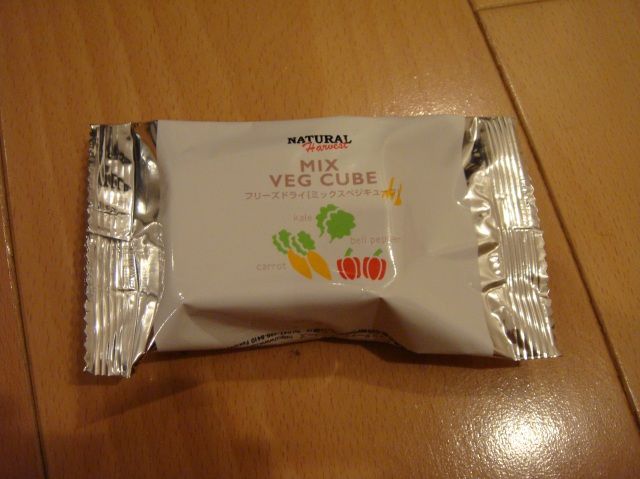 NATURAL
Harvest
MIX
VEG CUBE
フリーズドライ[ミックスベジキューブ]
kale
bell pepper
carrot